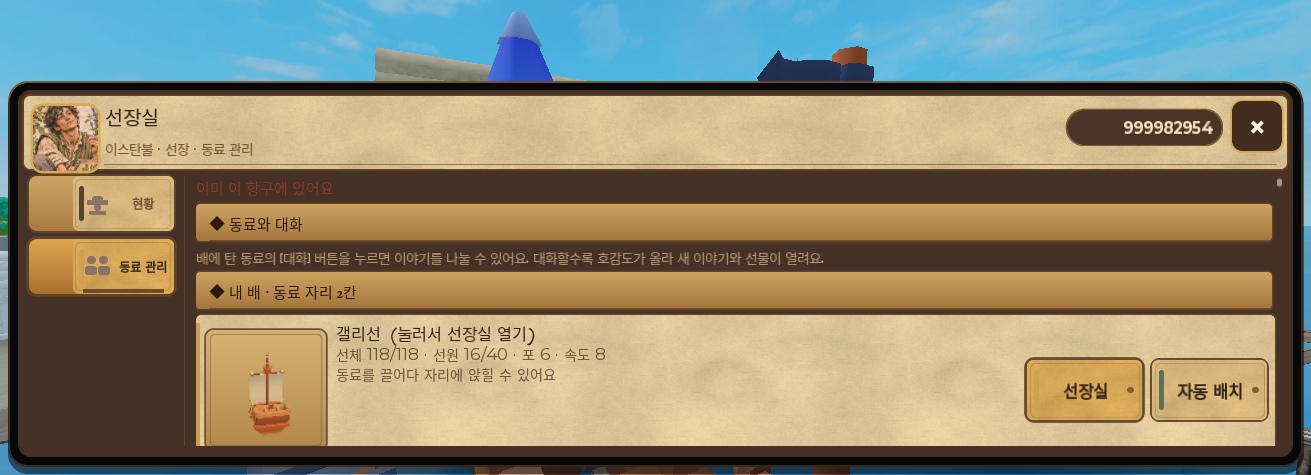 선장실
이스탄불 · 선장 · 동료 관리
999982954
현황
동료 관리
이미 이 항구에 있어요
◆ 동료와 대화
배에 탄 동료의 [대화] 버튼을 누르면 이야기를 나눌 수 있어요. 대화할수록 호감도가 올라 새 이야기와 선물이 열려요.
◆ 내 배 · 동료 자리 2칸
갤리선 (눌러서 선장실 열기)
선체 118/118 · 선원 16/40 · 포 6 · 속도 8
동료를 끌어다 자리에 앉힐 수 있어요
선장실
자동 배치